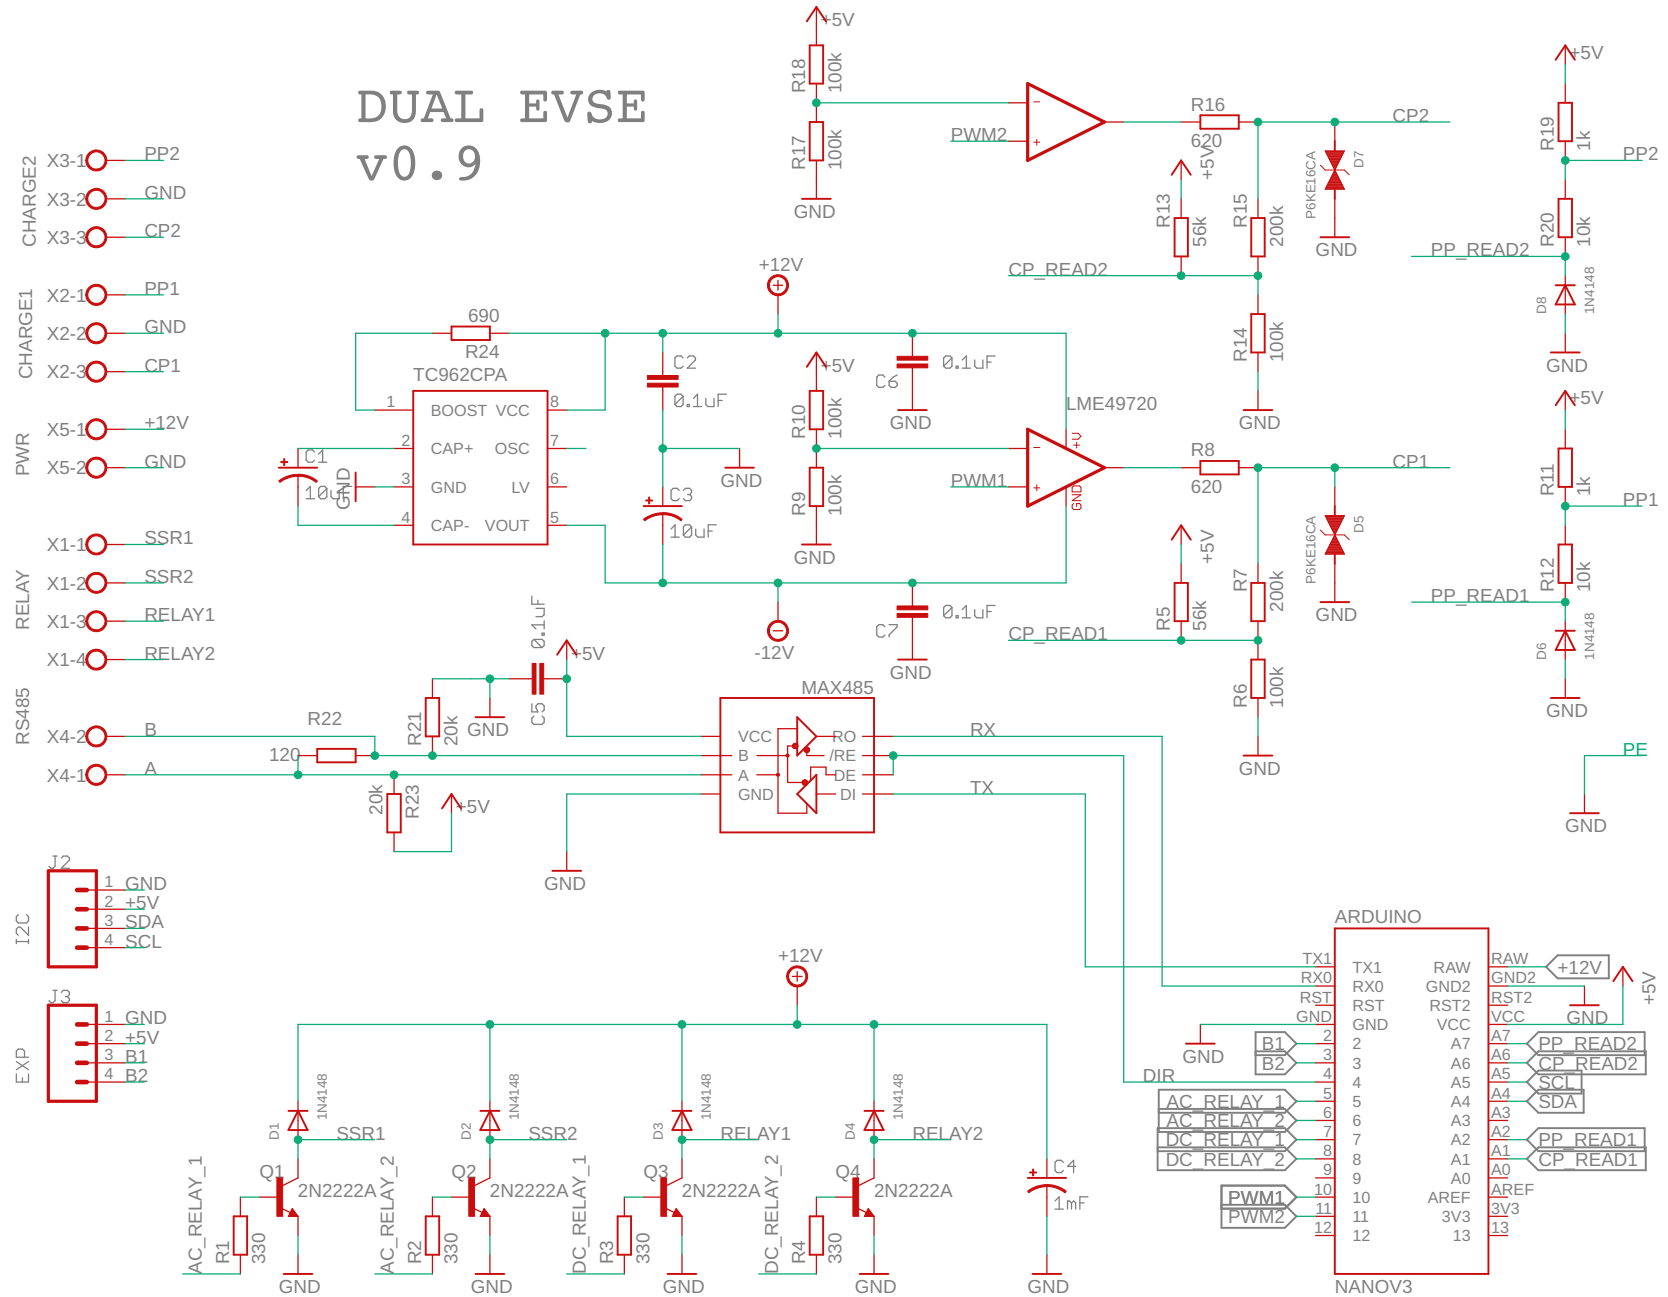 DUAL EVSE
v0.9
CHARGE2
X3-1 PP2
X3-2 GND
X3-3 CP2
CHARGE1
X2-1 PP1
X2-2 GND
X2-3 CP1
PWR
X5-1 +12V
X5-2 GND
RELAY
X1-1 SSR1
X1-2 SSR2
X1-3 RELAY1
X1-4 RELAY2
RS485
X4-2 B
X4-1 A
I2C
J2
1 GND
2 +5V
3 SDA
4 SCL
EXP
J3
1 GND
2 +5V
3 B1
4 B2
+5V
R18
100k
R17
100k
GND
PWM2
-
+
R16
620
CP2
+5V
R13
56k
R15
200k
CP_READ2
R14
100k
GND
P6KE16CA
D7
GND
+5V
R19
1k
PP2
R20
10k
PP_READ2
D8
1N4148
GND
+12V
690
R24
TC962CPA
1 BOOST VCC 8
2 CAP+ OSC 7
3 GND LV 6
4 CAP- VOUT 5
C1
10uF
GND
C2
0.1uF
GND
C3
10uF
-12V
C6
0.1uF
GND
C7
0.1uF
GND
+5V
R10
100k
R9
100k
GND
PWM1
-
+
LME49720
+V
GND
R8
620
CP1
+5V
R5
56k
R7
200k
CP_READ1
R6
100k
GND
P6KE16CA
D5
GND
+5V
R11
1k
PP1
R12
10k
PP_READ1
D6
1N4148
GND
PE
GND
R22
120
R21
20k
GND
C5
0.1uF
+5V
R23
20k
+5V
GND
MAX485
VCC RO
B /RE
A DE
GND DI
RX
TX
DIR
+12V
D1
1N4148
SSR1
Q1
2N2222A
AC_RELAY_1
R1
330
GND
D2
1N4148
SSR2
Q2
2N2222A
AC_RELAY_2
R2
330
GND
D3
1N4148
RELAY1
Q3
2N2222A
DC_RELAY_1
R3
330
GND
D4
1N4148
RELAY2
Q4
2N2222A
DC_RELAY_2
R4
330
GND
C4
1mF
GND
ARDUINO
TX1 TX1 RAW RAW +12V
RX0 RX0 GND2 GND2 GND
RST RST RST2 RST2
GND GND GND VCC VCC +5V
B1 2 2 A7 A7 PP_READ2
B2 3 3 A6 A6 CP_READ2
4 4 A5 A5 SCL
AC_RELAY_1 5 5 A4 A4 SDA
AC_RELAY_2 6 6 A3 A3
DC_RELAY_1 7 7 A2 A2 PP_READ1
DC_RELAY_2 8 8 A1 A1 CP_READ1
9 9 A0 A0
PWM1 10 10 AREF AREF
PWM2 11 11 3V3 3V3
12 12 13 13
NANOV3